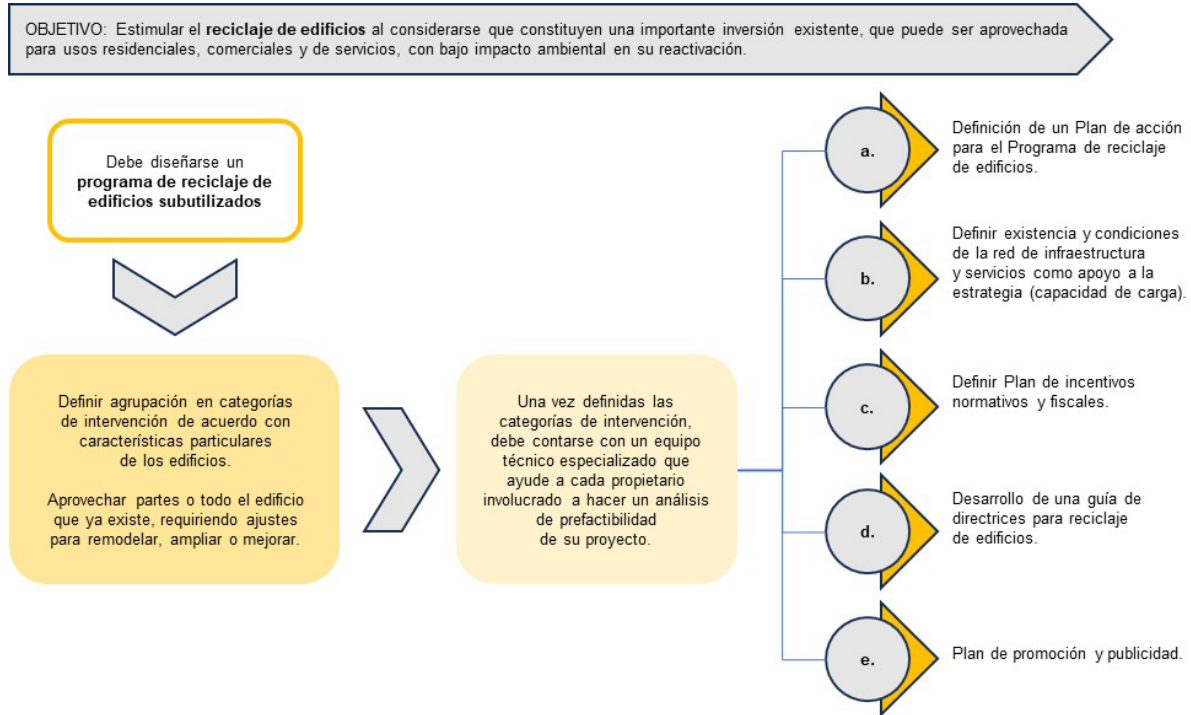 OBJETIVO: Estimular el reciclaje de edificios al considerarse que constituyen una importante inversión existente, que puede ser aprovechada
para usos residenciales, comerciales y de servicios, con bajo impacto ambiental en su reactivación.
Debe diseñarse un
programa de reciclaje de
edificios subutilizados
Definir agrupación en categorías
de intervención de acuerdo con
características particulares
de los edificios.
Aprovechar partes o todo el edificio
que ya existe, requiriendo ajustes
para remodelar, ampliar o mejorar.
Una vez definidas las
categorías de intervención,
debe contarse con un equipo
técnico especializado que
ayude a cada propietario
involucrado a hacer un análisis
de prefactibilidad
de su proyecto.
a.
Definición de un Plan de acción
para el Programa de reciclaje
de edificios.
b.
Definir existencia y condiciones
de la red de infraestructura
y servicios como apoyo a la
estrategia (capacidad de carga).
c.
Definir Plan de incentivos
normativos y fiscales.
d.
Desarrollo de una guía de
directrices para reciclaje
de edificios.
e.
Plan de promoción y publicidad.